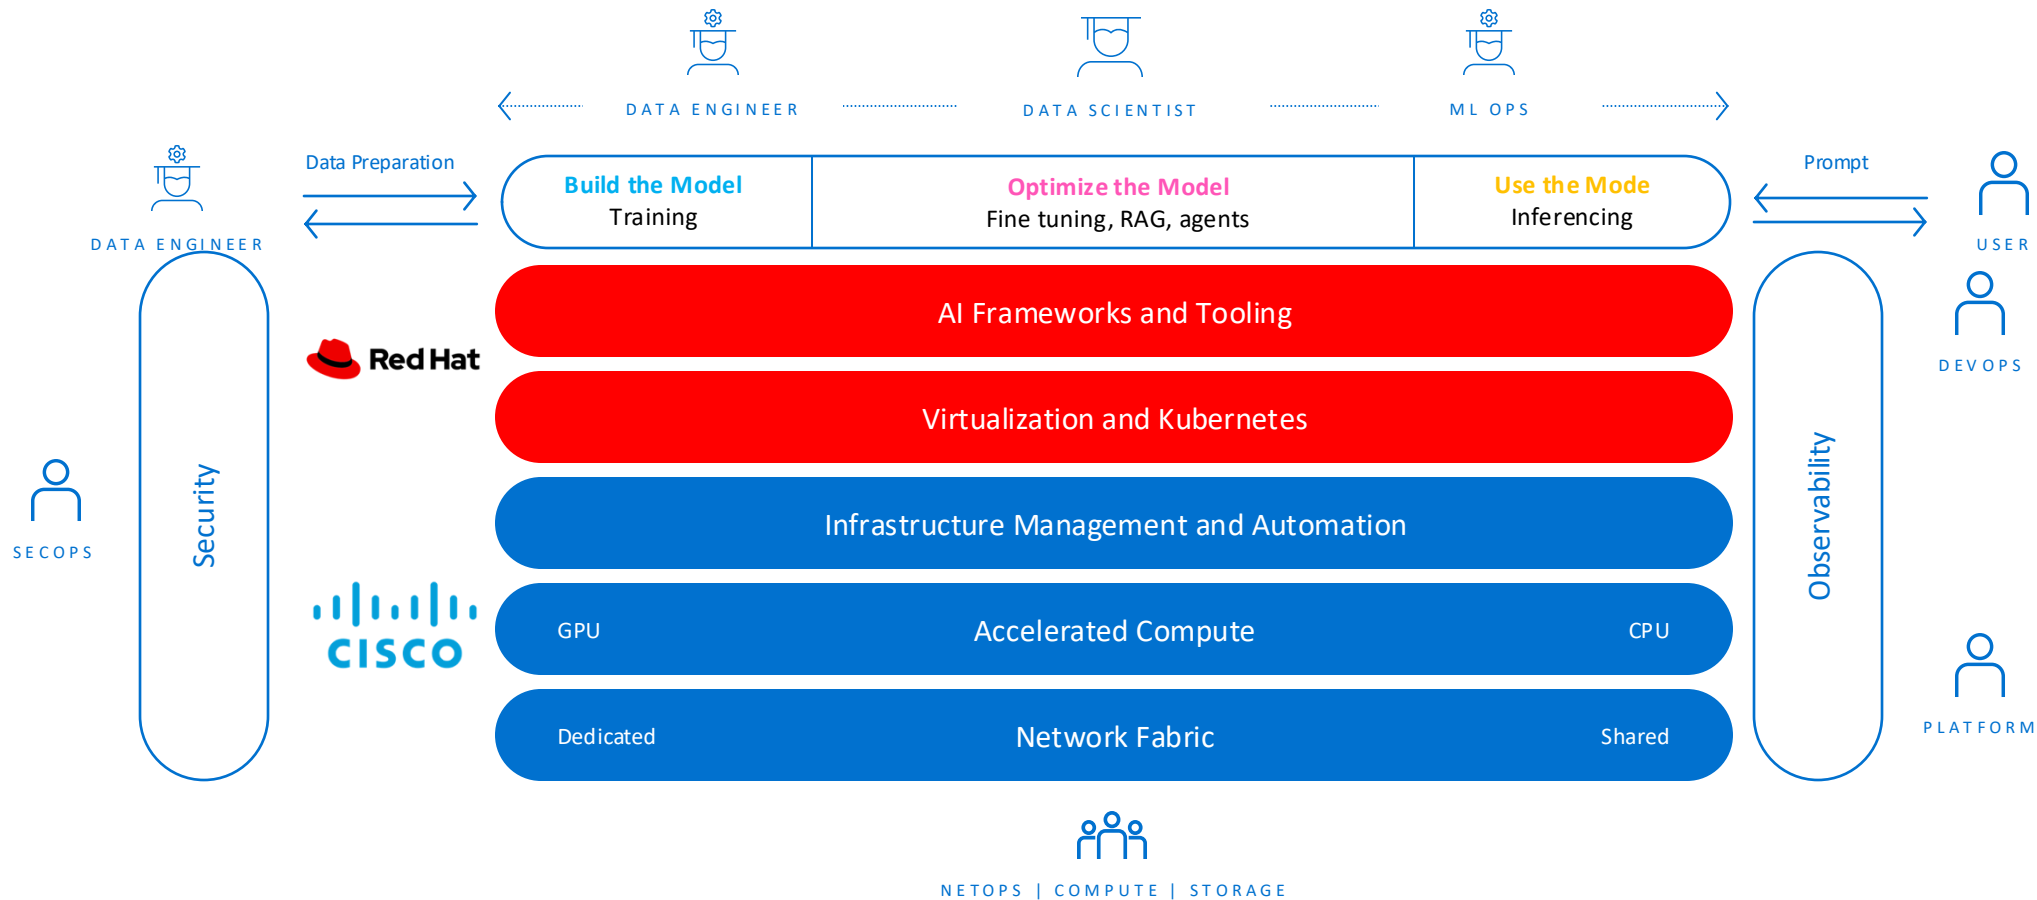 DATA ENGINEER
DATA SCIENTIST
ML OPS
Data Preparation
Prompt
Build the Model
Training
Optimize the Model
Fine tuning, RAG, agents
Use the Mode
Inferencing
DATA ENGINEER
USER
AI Frameworks and Tooling
Red Hat
DEVOPS
Virtualization and Kubernetes
Security
Observability
SECOPS
Infrastructure Management and Automation
CISCO
GPU
Accelerated Compute
CPU
PLATFORM
Dedicated
Network Fabric
Shared
NETOPS | COMPUTE | STORAGE